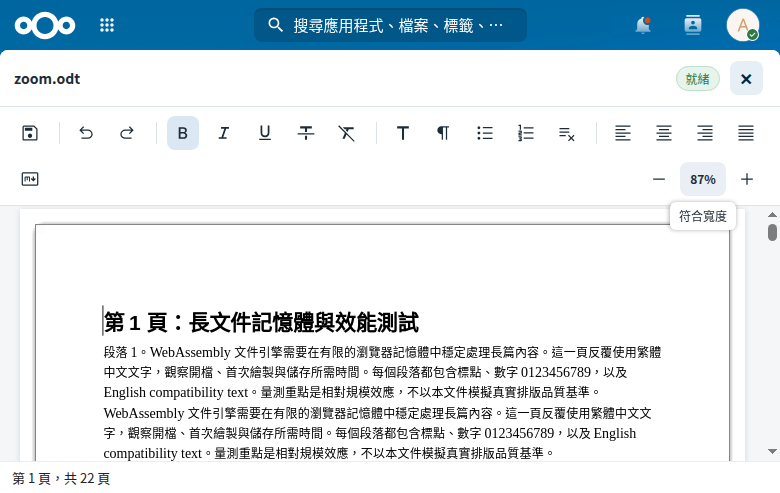 搜尋應用程式、檔案、標籤、…
A
zoom.odt
就緒
87%
符合寬度
第 1 頁：長文件記憶體與效能測試
段落 1。WebAssembly 文件引擎需要在有限的瀏覽器記憶體中穩定處理長篇內容。這一頁反覆使用繁體
中文文字，觀察開檔、首次繪製與儲存所需時間。每個段落都包含標點、數字 0123456789，以及
English compatibility text。量測重點是相對規模效應，不以本文件模擬真實排版品質基準。
WebAssembly 文件引擎需要在有限的瀏覽器記憶體中穩定處理長篇內容。這一頁反覆使用繁體中文文
字，觀察開檔、首次繪製與儲存所需時間。每個段落都包含標點、數字 0123456789，以及 English
compatibility text。量測重點是相對規模效應，不以本文件模擬真實排版品質基準。
第 1 頁，共 22 頁